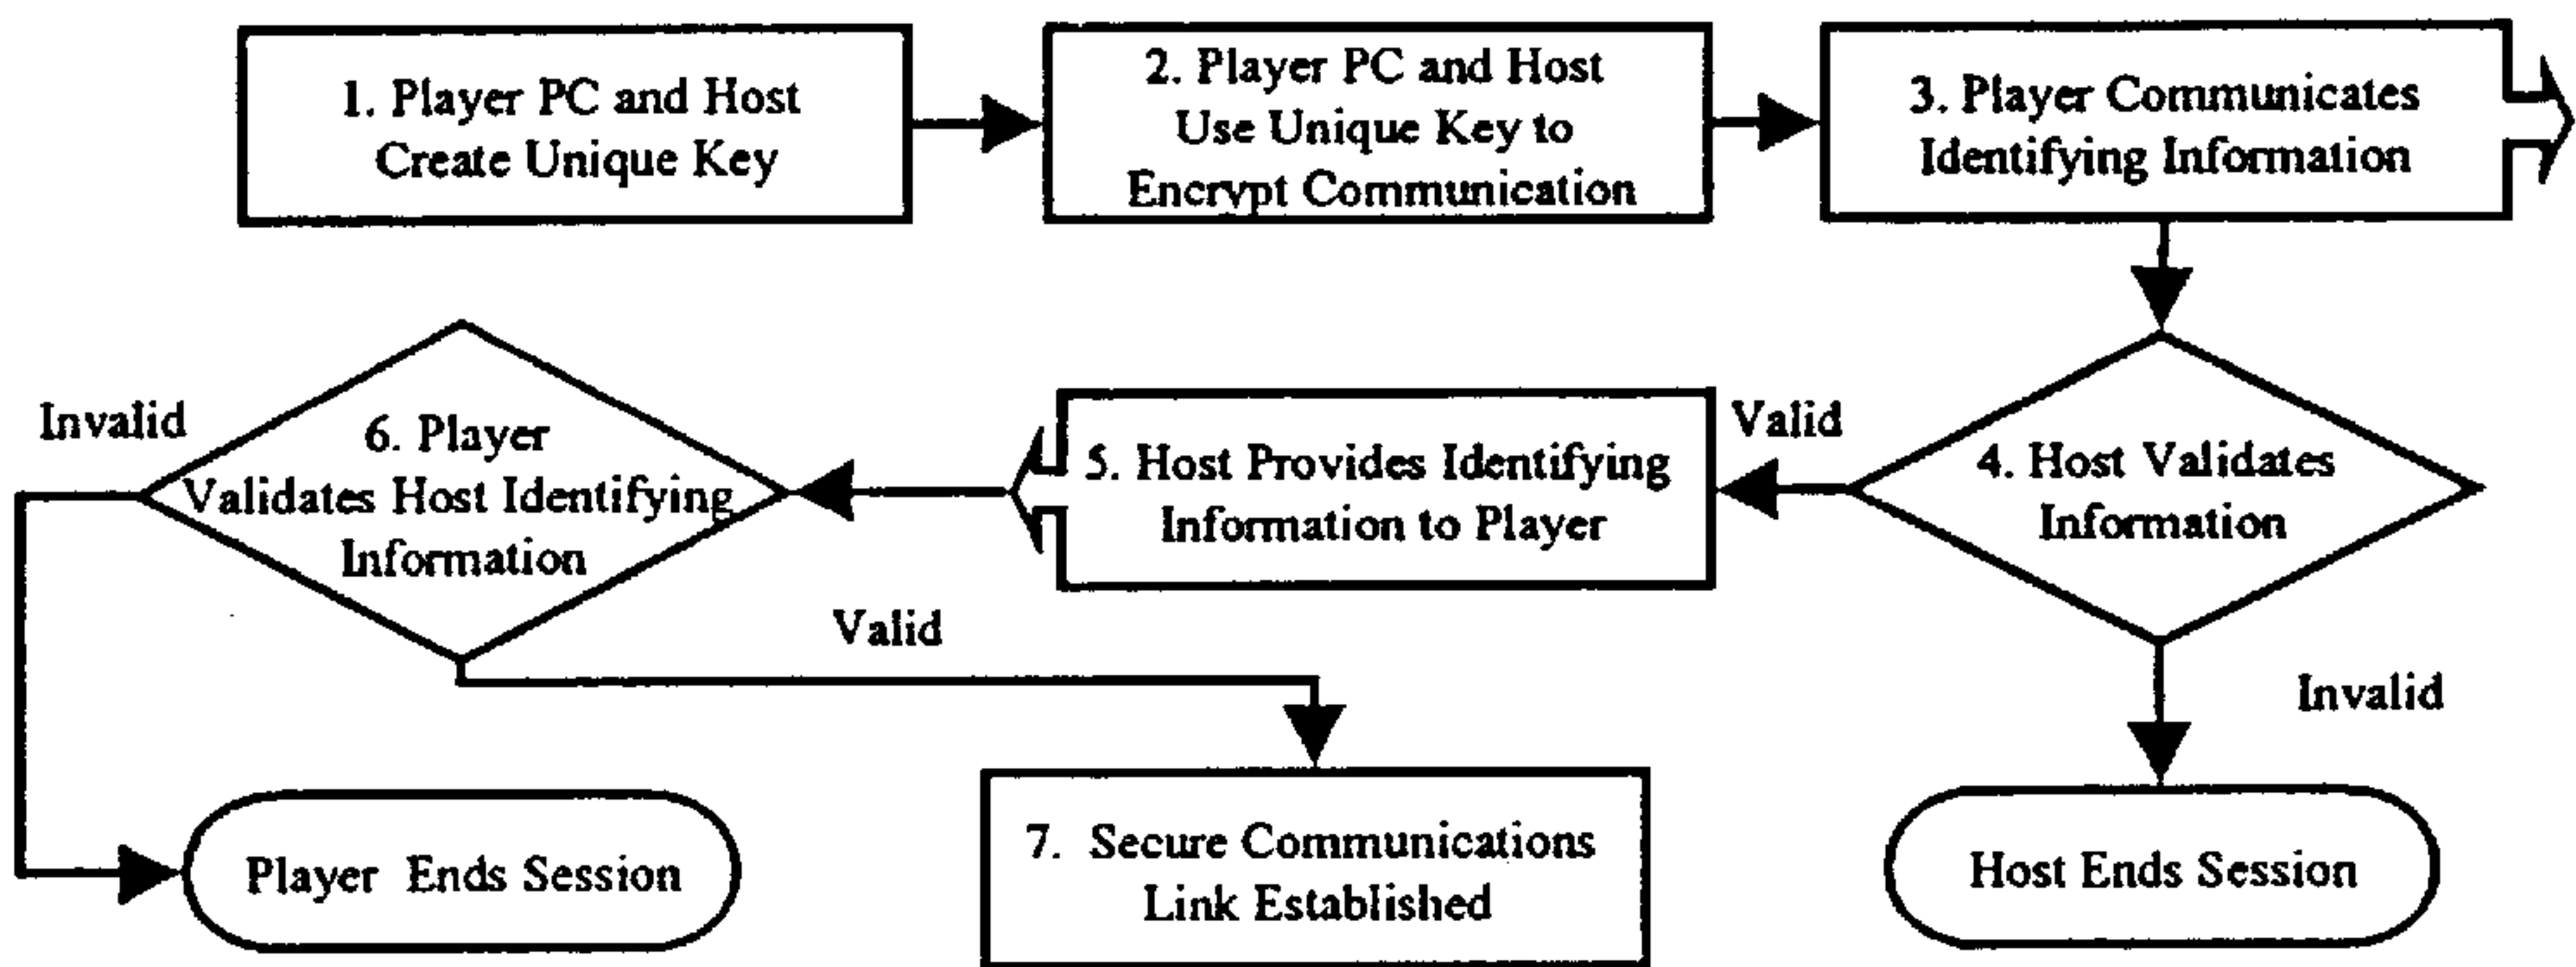 1. Player PC and Host
Create Unique Key
2. Player PC and Host
Use Unique Key to
Encrypt Communication
3. Player Communicates
Identifying Information
4. Host Validates
Information
Valid
Invalid
5. Host Provides Identifying
Information to Player
6. Player
Validates Host Identifying
Information
Invalid
Valid
Player Ends Session
7. Secure Communications
Link Established
Host Ends Session